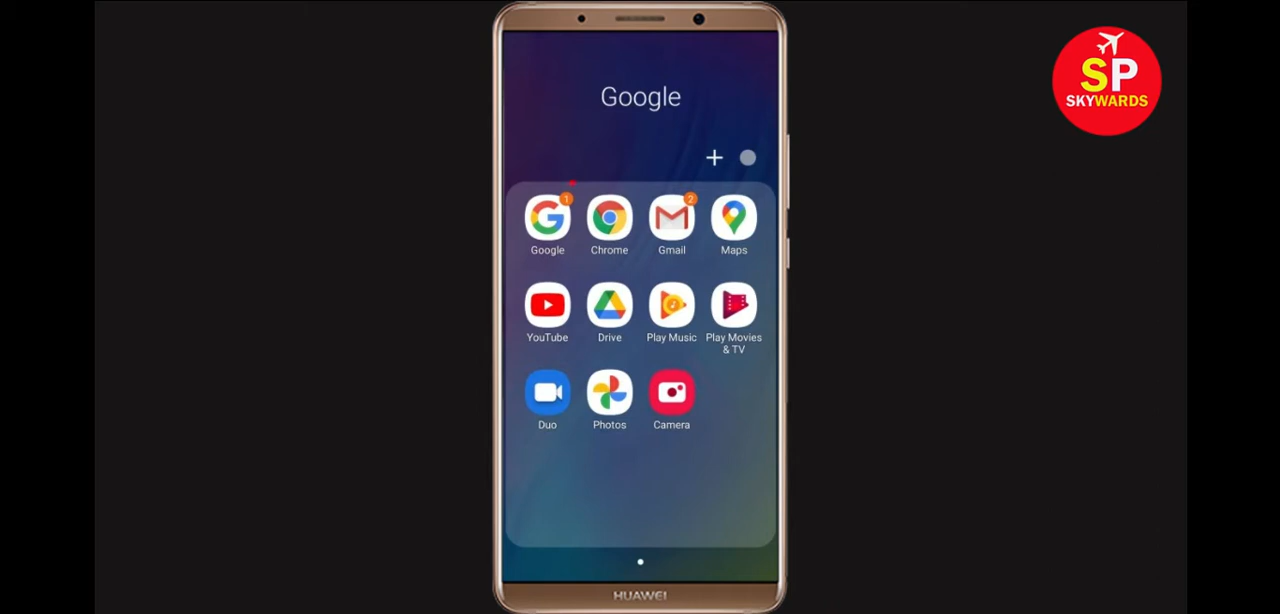 Google
SP
SKYWARDS
1
2
Google
Chrome
Gmail
Maps
YouTube
Drive
Play Music
Play Movies
& TV
Duo
Photos
Camera
HUAWEI